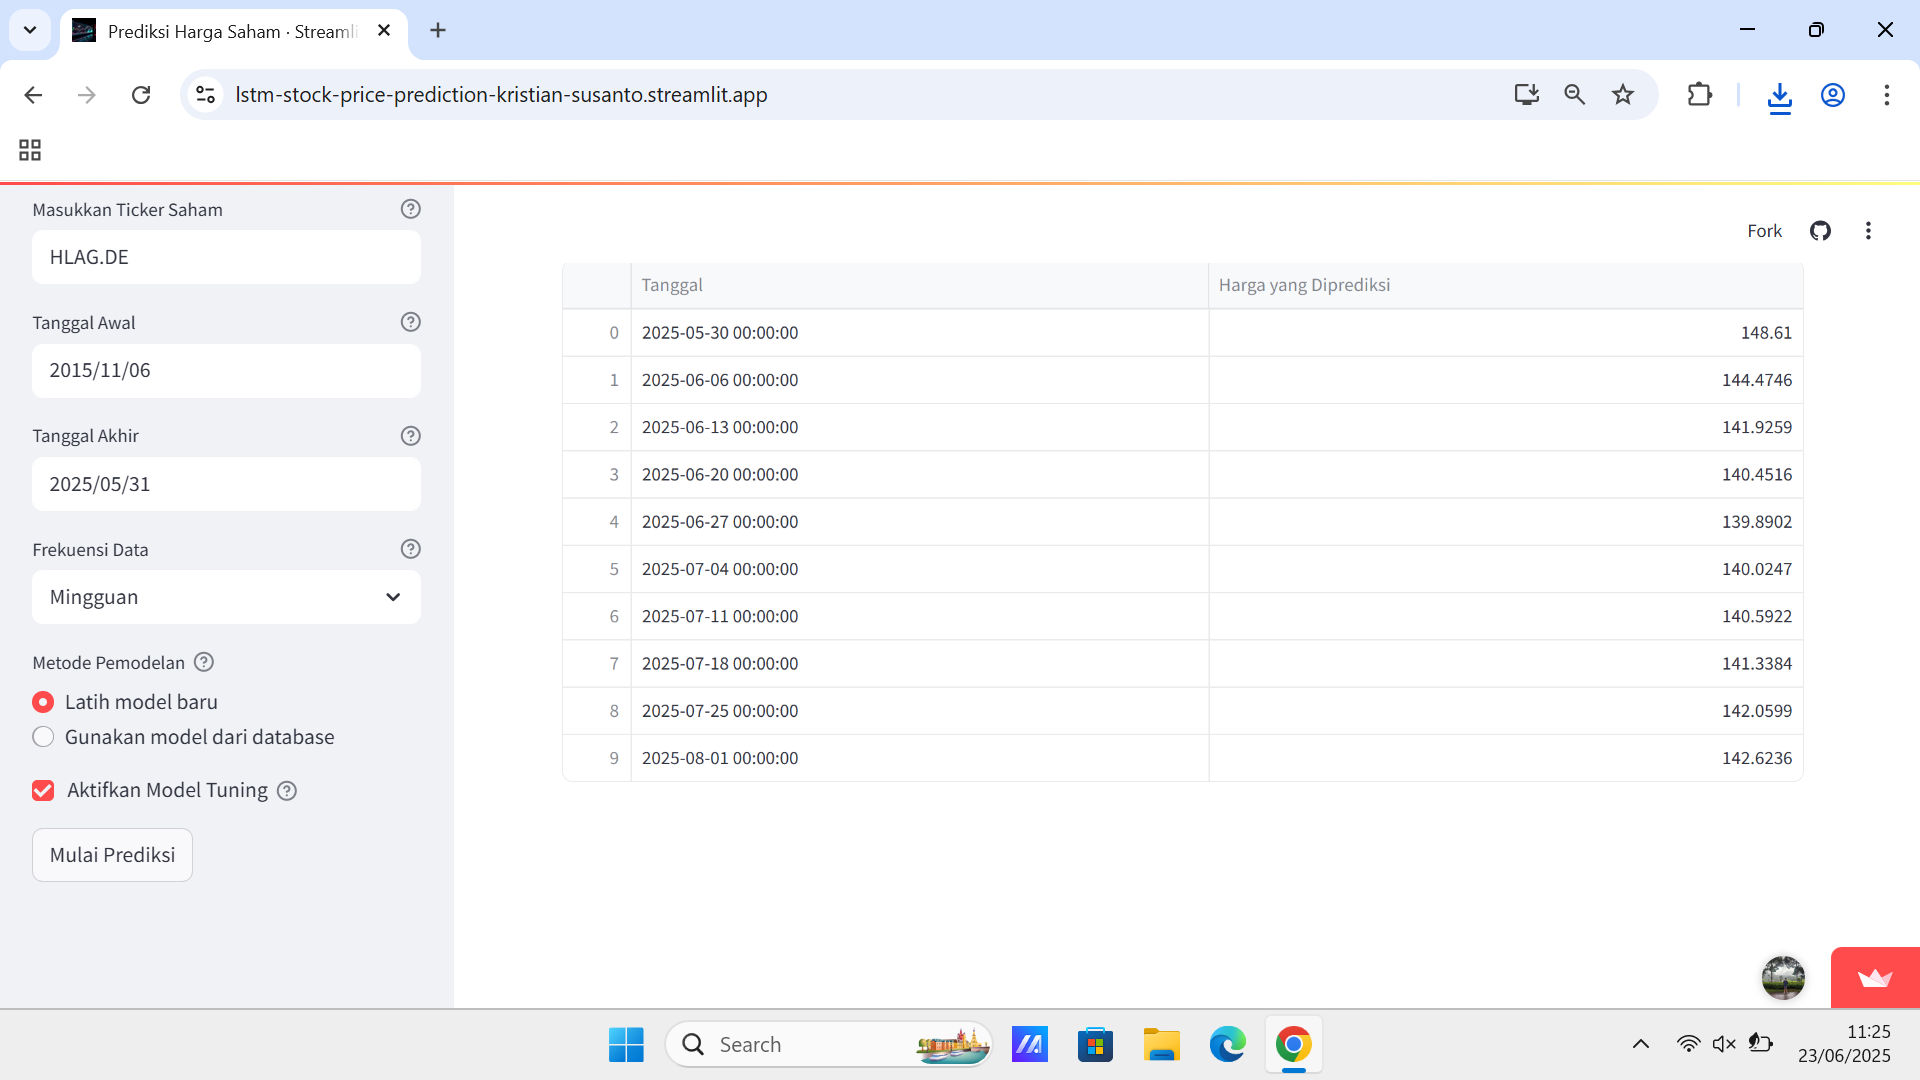 Prediksi Harga Saham · Streamli
lstm-stock-price-prediction-kristian-susanto.streamlit.app
Masukkan Ticker Saham
HLAG.DE
Tanggal Awal
2015/11/06
Tanggal Akhir
2025/05/31
Frekuensi Data
Mingguan
Metode Pemodelan
Latih model baru
Gunakan model dari database
Aktifkan Model Tuning
Mulai Prediksi
Fork
Tanggal Harga yang Diprediksi
0 2025-05-30 00:00:00 148.61
1 2025-06-06 00:00:00 144.4746
2 2025-06-13 00:00:00 141.9259
3 2025-06-20 00:00:00 140.4516
4 2025-06-27 00:00:00 139.8902
5 2025-07-04 00:00:00 140.0247
6 2025-07-11 00:00:00 140.5922
7 2025-07-18 00:00:00 141.3384
8 2025-07-25 00:00:00 142.0599
9 2025-08-01 00:00:00 142.6236
Search
11:25
23/06/2025